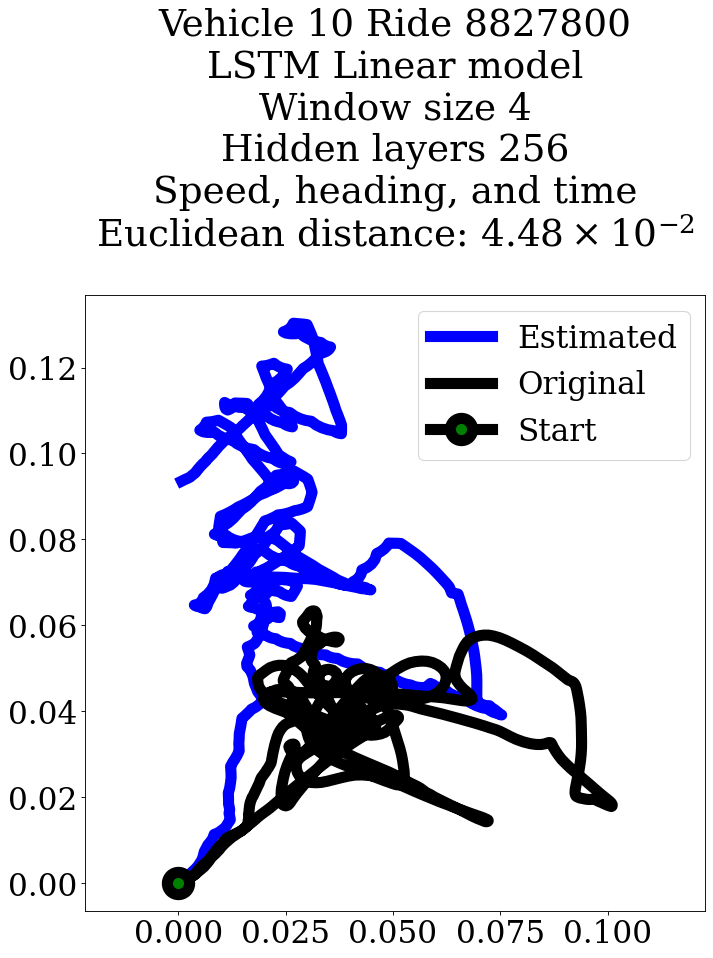 Vehicle 10 Ride 8827800
LSTM Linear model
Window size 4
Hidden layers 256
Speed, heading, and time
Euclidean distance: 4.48 × 10⁻²
Estimated
Original
Start
0.12
0.10
0.08
0.06
0.04
0.02
0.00
0.000 0.025 0.050 0.075 0.100